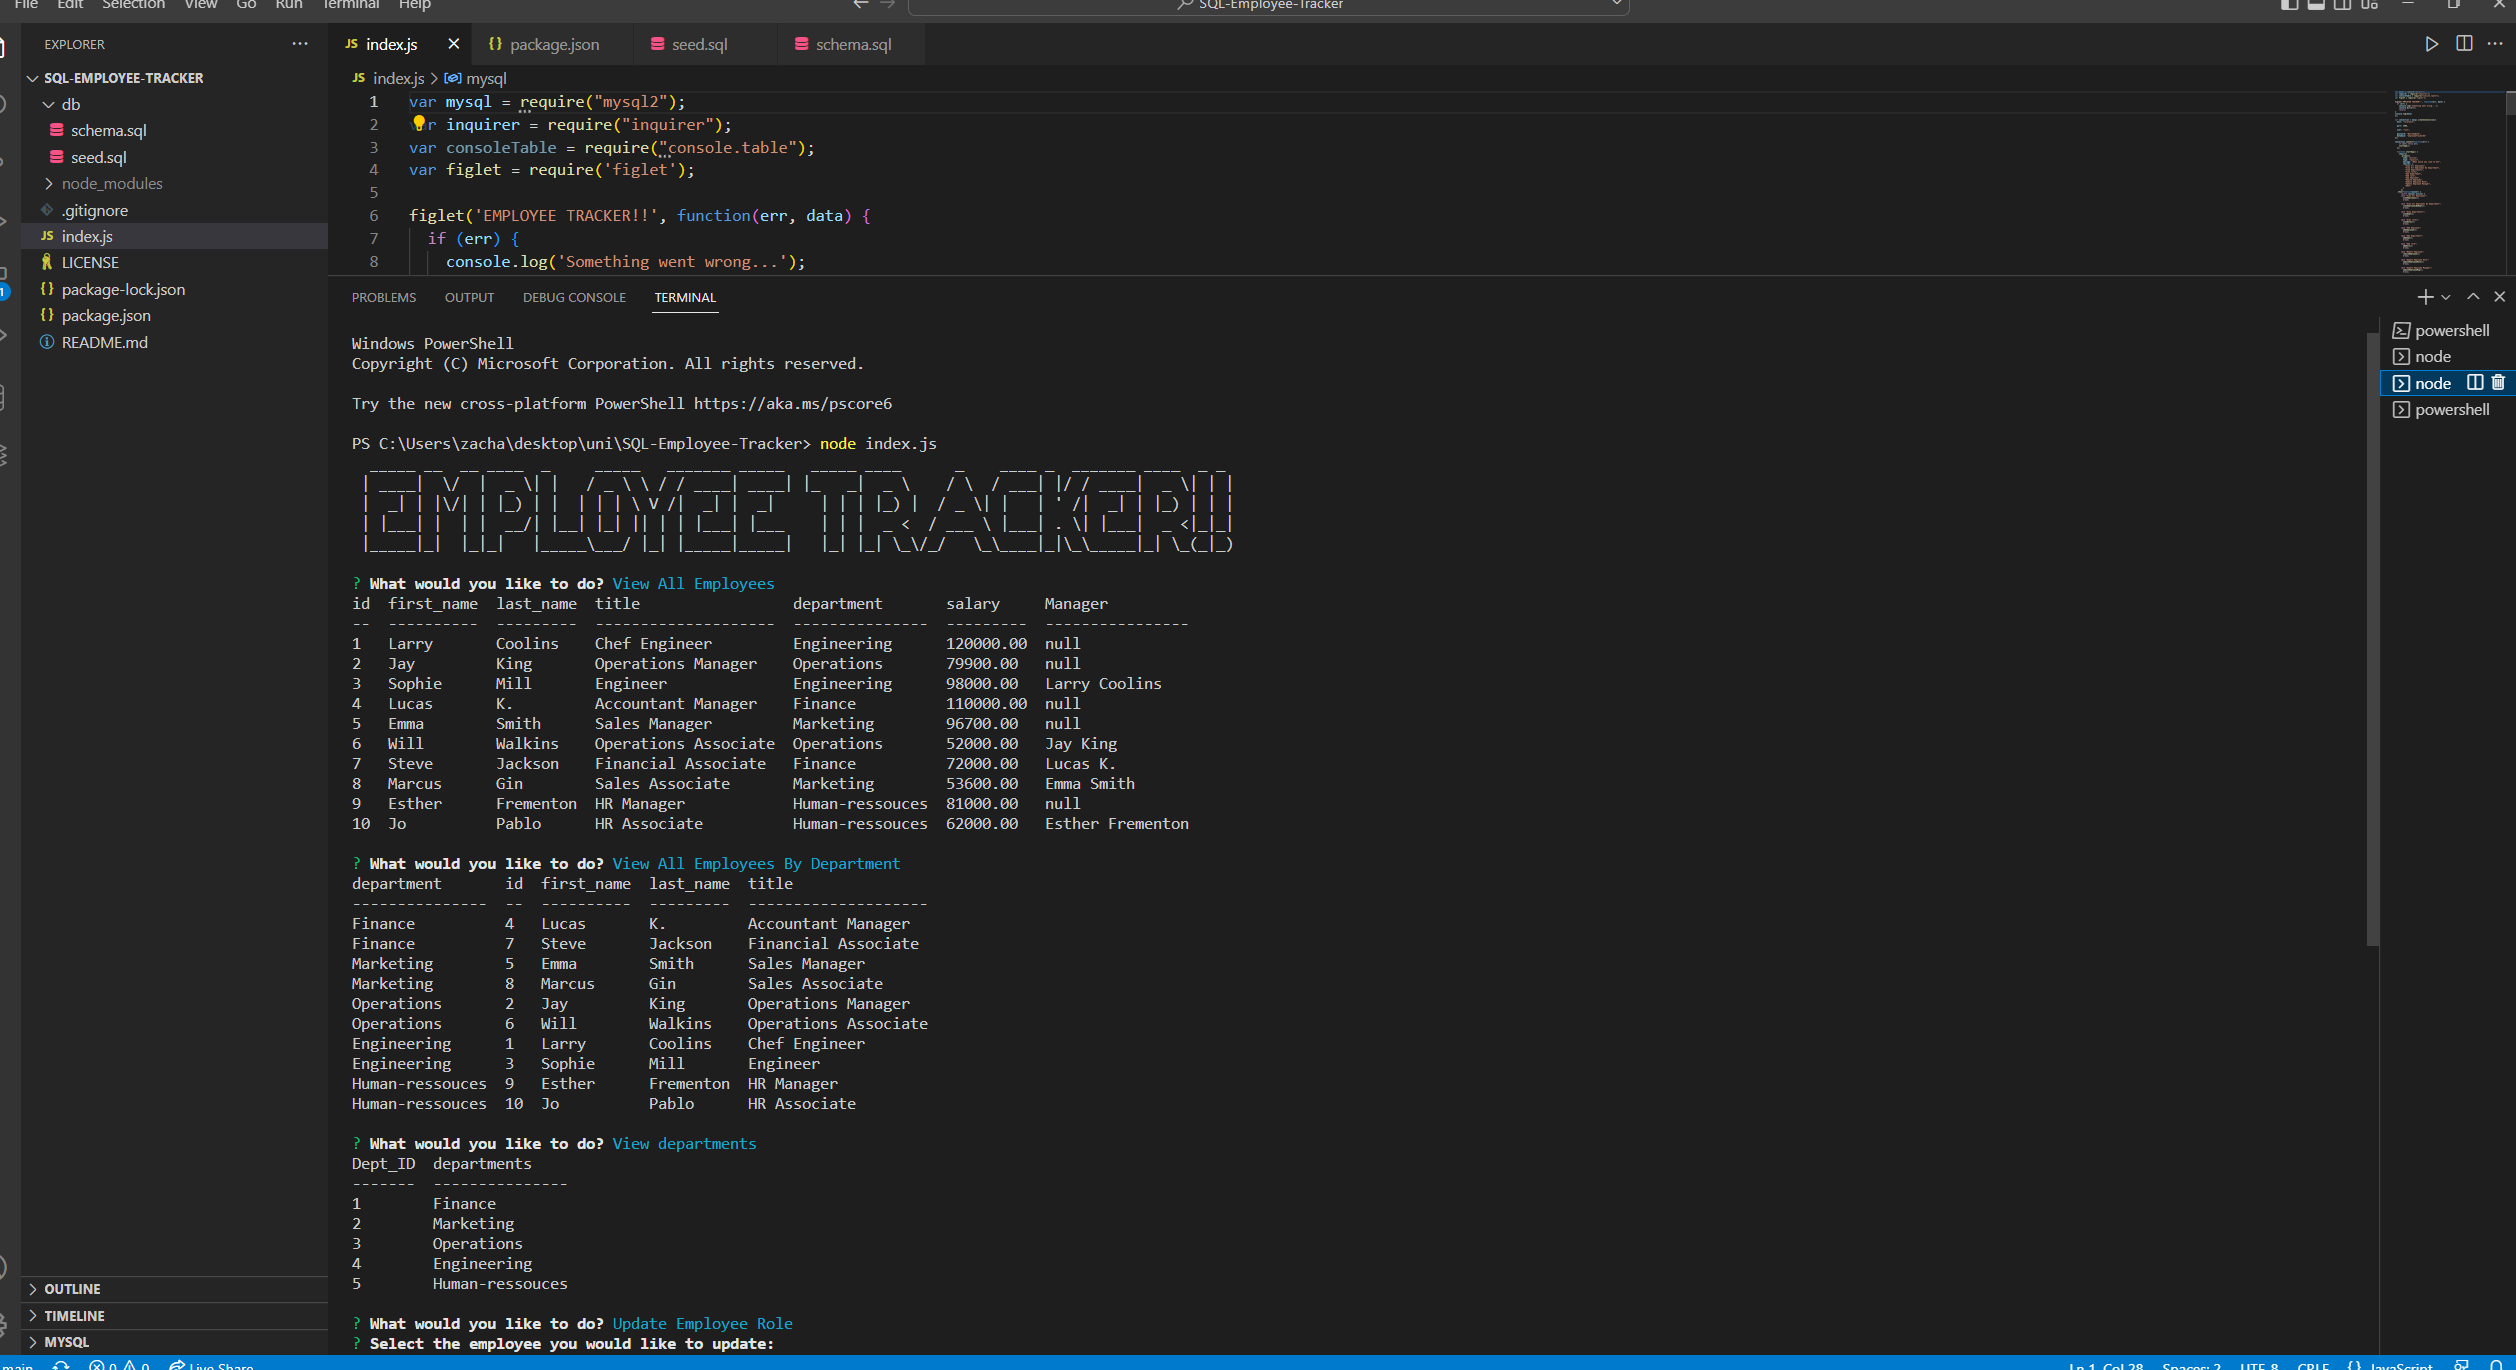 File Edit Selection View Go Run Terminal Help
SQL-Employee-Tracker
EXPLORER
SQL-EMPLOYEE-TRACKER
db
schema.sql
seed.sql
node_modules
.gitignore
JS index.js
LICENSE
{} package-lock.json
{} package.json
README.md
OUTLINE
TIMELINE
MYSQL
JS index.js
{} package.json
seed.sql
schema.sql
JS index.js > mysql
1 var mysql = require("mysql2");
2 r inquirer = require("inquirer");
3 var consoleTable = require("console.table");
4 var figlet = require('figlet');
5
6 figlet('EMPLOYEE TRACKER!!', function(err, data) {
7 if (err) {
8 console.log('Something went wrong...');
PROBLEMS OUTPUT DEBUG CONSOLE TERMINAL
powershell
node
node
powershell
Windows PowerShell
Copyright (C) Microsoft Corporation. All rights reserved.
Try the new cross-platform PowerShell https://aka.ms/pscore6
PS C:\Users\zacha\desktop\uni\SQL-Employee-Tracker> node index.js
EMPLOYEE TRACKER!!
? What would you like to do? View All Employees
id first_name last_name title department salary Manager
-- ---------- --------- -------------------- --------------- --------- ----------------
1 Larry Coolins Chef Engineer Engineering 120000.00 null
2 Jay King Operations Manager Operations 79900.00 null
3 Sophie Mill Engineer Engineering 98000.00 Larry Coolins
4 Lucas K. Accountant Manager Finance 110000.00 null
5 Emma Smith Sales Manager Marketing 96700.00 null
6 Will Walkins Operations Associate Operations 52000.00 Jay King
7 Steve Jackson Financial Associate Finance 72000.00 Lucas K.
8 Marcus Gin Sales Associate Marketing 53600.00 Emma Smith
9 Esther Frementon HR Manager Human-ressouces 81000.00 null
10 Jo Pablo HR Associate Human-ressouces 62000.00 Esther Frementon
? What would you like to do? View All Employees By Department
department id first_name last_name title
--------------- -- ---------- --------- --------------------
Finance 4 Lucas K. Accountant Manager
Finance 7 Steve Jackson Financial Associate
Marketing 5 Emma Smith Sales Manager
Marketing 8 Marcus Gin Sales Associate
Operations 2 Jay King Operations Manager
Operations 6 Will Walkins Operations Associate
Engineering 1 Larry Coolins Chef Engineer
Engineering 3 Sophie Mill Engineer
Human-ressouces 9 Esther Frementon HR Manager
Human-ressouces 10 Jo Pablo HR Associate
? What would you like to do? View departments
Dept_ID departments
------- ---------------
1 Finance
2 Marketing
3 Operations
4 Engineering
5 Human-ressouces
? What would you like to do? Update Employee Role
? Select the employee you would like to update:
main 0 0 Live Share
Ln 1, Col 28 Spaces: 2 UTF-8 CRLF {} JavaScript